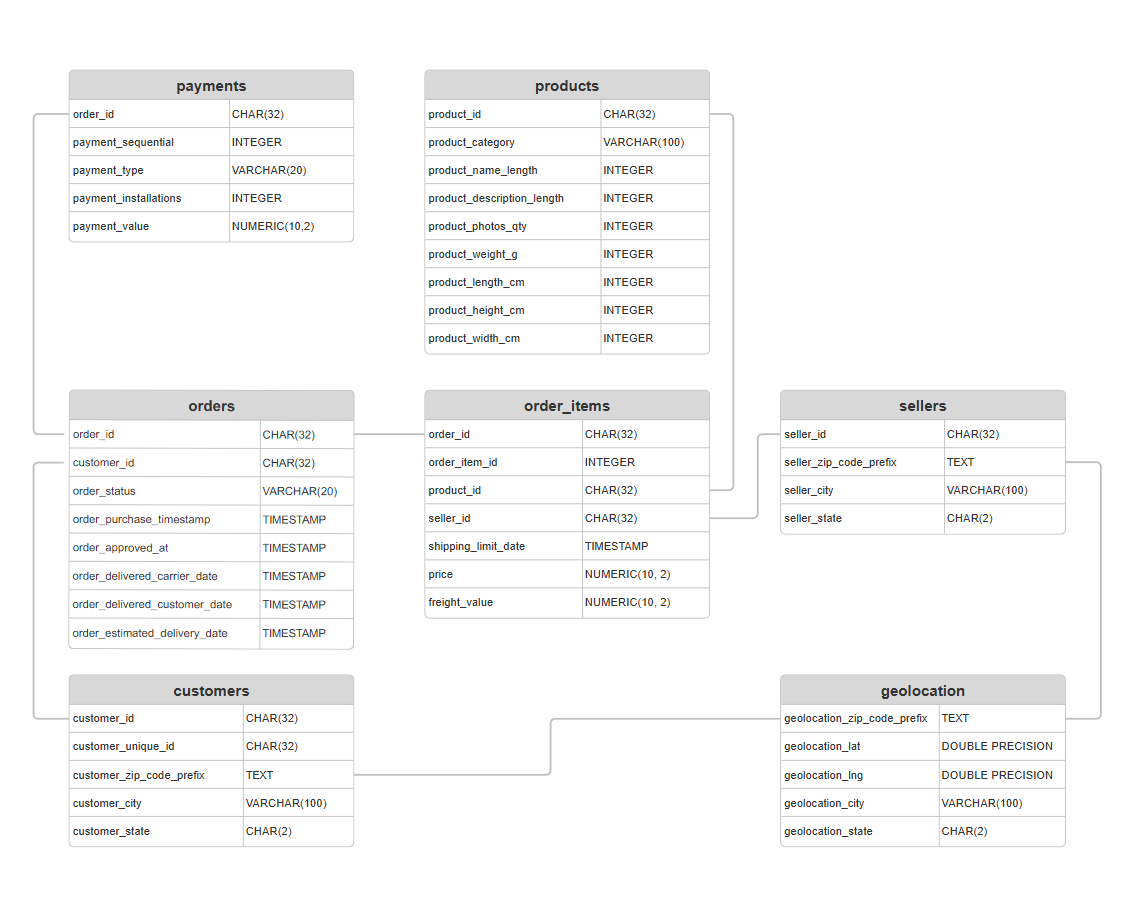 payments
order_id CHAR(32)
payment_sequential INTEGER
payment_type VARCHAR(20)
payment_installations INTEGER
payment_value NUMERIC(10,2)
products
product_id CHAR(32)
product_category VARCHAR(100)
product_name_length INTEGER
product_description_length INTEGER
product_photos_qty INTEGER
product_weight_g INTEGER
product_length_cm INTEGER
product_height_cm INTEGER
product_width_cm INTEGER
orders
order_id CHAR(32)
customer_id CHAR(32)
order_status VARCHAR(20)
order_purchase_timestamp TIMESTAMP
order_approved_at TIMESTAMP
order_delivered_carrier_date TIMESTAMP
order_delivered_customer_date TIMESTAMP
order_estimated_delivery_date TIMESTAMP
order_items
order_id CHAR(32)
order_item_id INTEGER
product_id CHAR(32)
seller_id CHAR(32)
shipping_limit_date TIMESTAMP
price NUMERIC(10, 2)
freight_value NUMERIC(10, 2)
sellers
seller_id CHAR(32)
seller_zip_code_prefix TEXT
seller_city VARCHAR(100)
seller_state CHAR(2)
customers
customer_id CHAR(32)
customer_unique_id CHAR(32)
customer_zip_code_prefix TEXT
customer_city VARCHAR(100)
customer_state CHAR(2)
geolocation
geolocation_zip_code_prefix TEXT
geolocation_lat DOUBLE PRECISION
geolocation_lng DOUBLE PRECISION
geolocation_city VARCHAR(100)
geolocation_state CHAR(2)